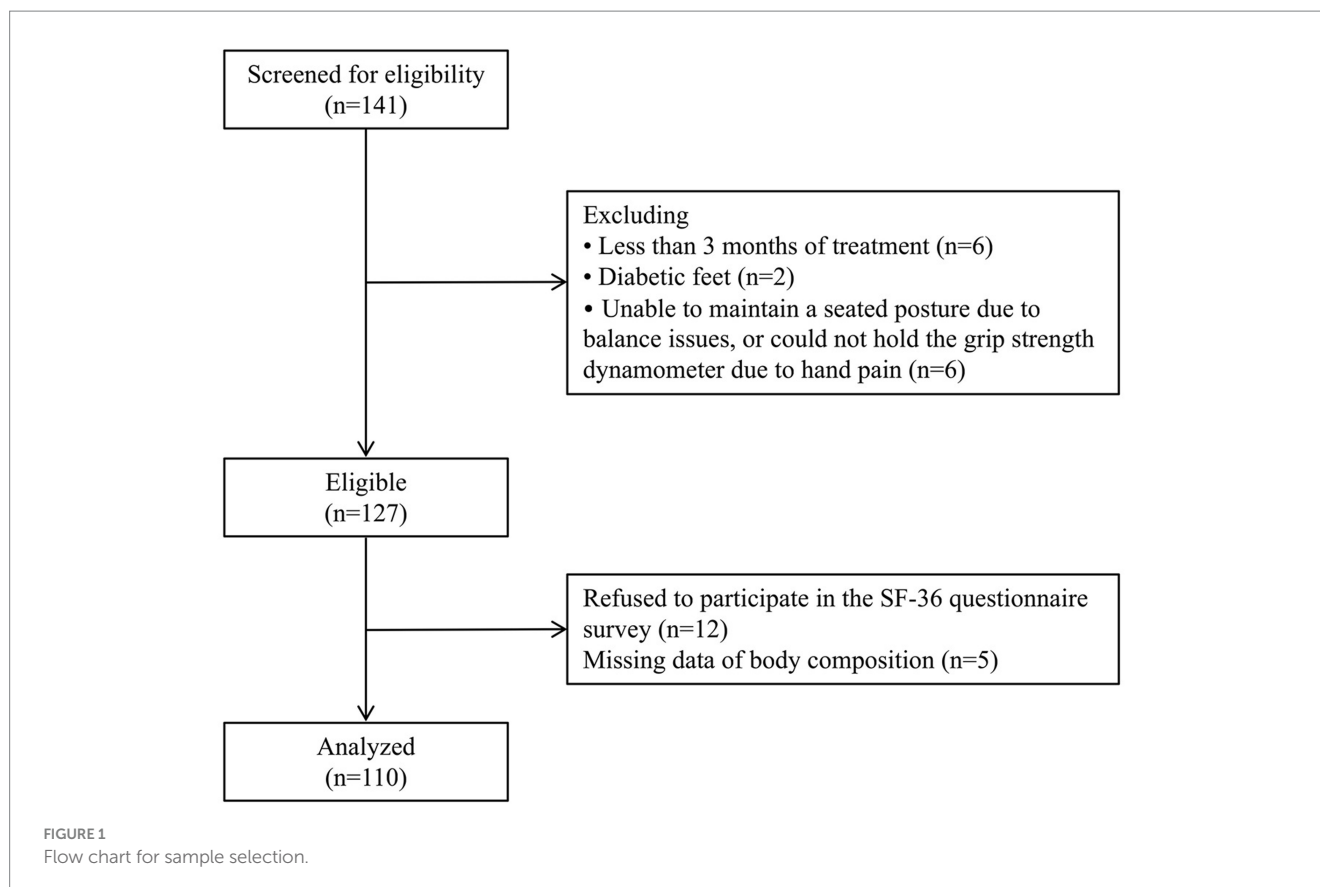 Screened for eligibility
(n=141)
Excluding
• Less than 3 months of treatment (n=6)
• Diabetic feet (n=2)
• Unable to maintain a seated posture due to
balance issues, or could not hold the grip strength
dynamometer due to hand pain (n=6)
Eligible
(n=127)
Refused to participate in the SF-36 questionnaire
survey (n=12)
Missing data of body composition (n=5)
Analyzed
(n=110)
FIGURE 1
Flow chart for sample selection.